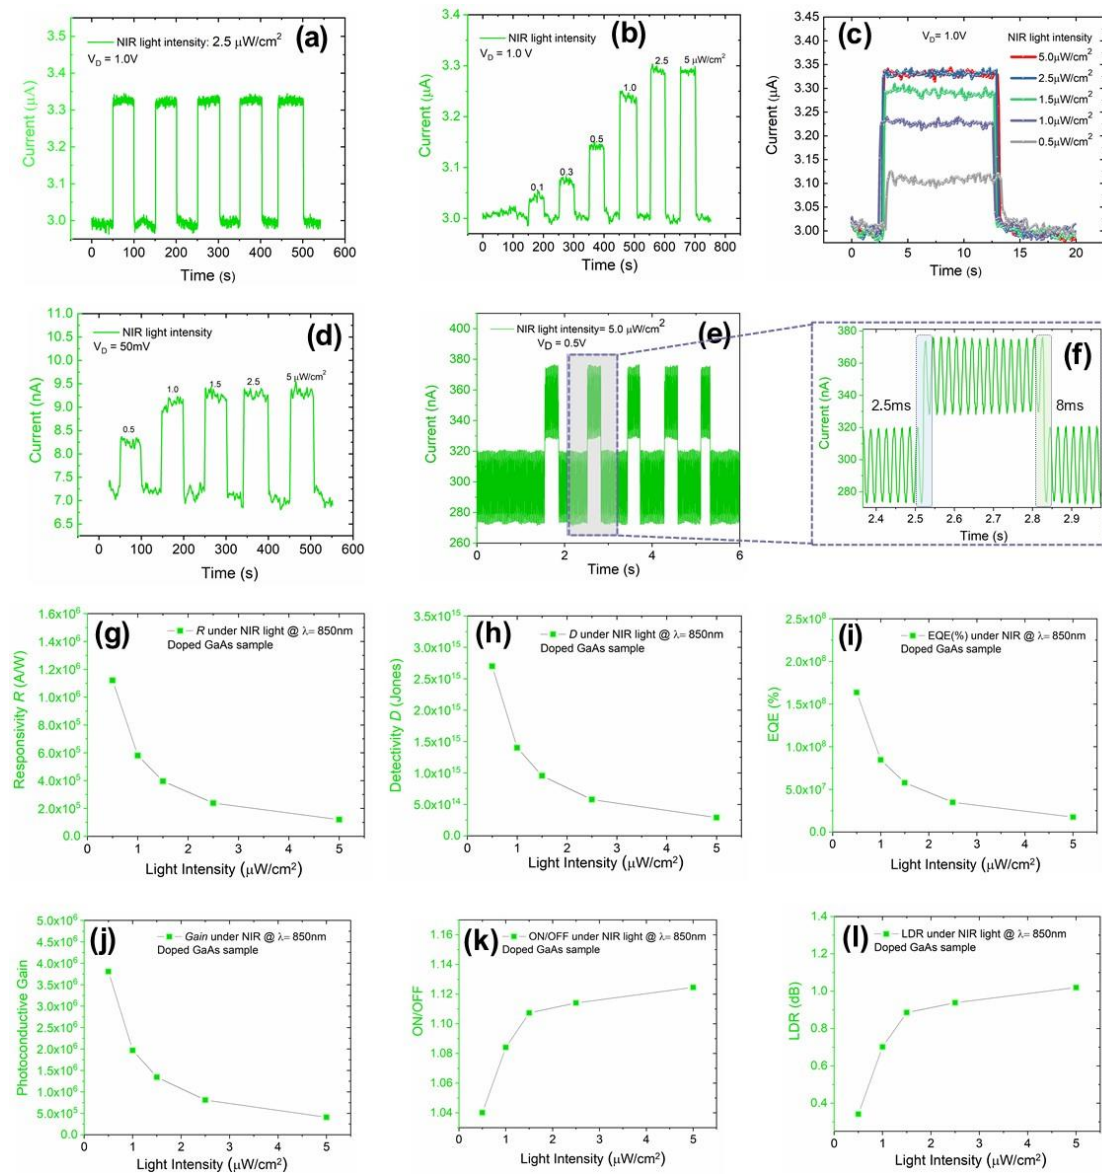 (a)
NIR light intensity: 2.5 μW/cm²
V_D = 1.0V
3.5
3.4
3.3
3.2
3.1
3.0
Current (μA)
0 100 200 300 400 500 600
Time (s)
(b)
NIR light intensity
V_D = 1.0 V
3.4
3.3
3.2
3.1
3.0
Current (μA)
0.1
0.3
0.5
1.0
2.5
5 μW/cm²
0 100 200 300 400 500 600 700 800
Time (s)
(c)
V_D= 1.0V
NIR light intensity
5.0μW/cm²
2.5μW/cm²
1.5μW/cm²
1.0μW/cm²
0.5μW/cm²
3.45
3.40
3.35
3.30
3.25
3.20
3.15
3.10
3.05
3.00
Current (μA)
0 5 10 15 20
Time (s)
(d)
NIR light intensity
V_D = 50mV
11.0
10.5
10.0
9.5
9.0
8.5
8.0
7.5
7.0
6.5
Current (nA)
0.5
1.0
1.5
2.5
5 μW/cm²
0 100 200 300 400 500 600
Time (s)
(e)
NIR light intensity= 5.0 μW/cm²
V_D = 0.5V
400
380
360
340
320
300
280
260
Current (nA)
0 2 4 6
Time (s)
(f)
380
360
340
320
300
280
Current (nA)
2.5ms
8ms
2.4 2.5 2.6 2.7 2.8 2.9
Time (s)
(g)
R under NIR light @ λ= 850nm
Doped GaAs sample
1.6x10⁶
1.4x10⁶
1.2x10⁶
1.0x10⁶
8.0x10⁵
6.0x10⁵
4.0x10⁵
2.0x10⁵
0.0
Responsivity R (A/W)
0 1 2 3 4 5
Light Intensity (μW/cm²)
(h)
D under NIR light @ λ= 850nm
Doped GaAs sample
3.5x10¹⁵
3.0x10¹⁵
2.5x10¹⁵
2.0x10¹⁵
1.5x10¹⁵
1.0x10¹⁵
5.0x10¹⁴
0.0
Detectivity D (Jones)
0 1 2 3 4 5
Light Intensity (μW/cm²)
(i)
EQE(%) under NIR @ λ= 850nm
Doped GaAs sample
2.5x10⁸
2.0x10⁸
1.5x10⁸
1.0x10⁸
5.0x10⁷
0.0
EQE (%)
0 1 2 3 4 5
Light Intensity (μW/cm²)
(j)
Gain under NIR @ λ= 850nm
Doped GaAs sample
5.0x10⁶
4.5x10⁶
4.0x10⁶
3.5x10⁶
3.0x10⁶
2.5x10⁶
2.0x10⁶
1.5x10⁶
1.0x10⁶
5.0x10⁵
0.0
Photoconductive Gain
0 1 2 3 4 5
Light Intensity (μW/cm²)
(k)
ON/OFF under NIR light @ λ= 850nm
Doped GaAs sample
1.16
1.14
1.12
1.10
1.08
1.06
1.04
ON/OFF
0 1 2 3 4 5
Light Intensity (μW/cm²)
(l)
LDR under NIR light @ λ= 850nm
Doped GaAs sample
1.4
1.2
1.0
0.8
0.6
0.4
LDR (dB)
0 1 2 3 4 5
Light Intensity (μW/cm²)